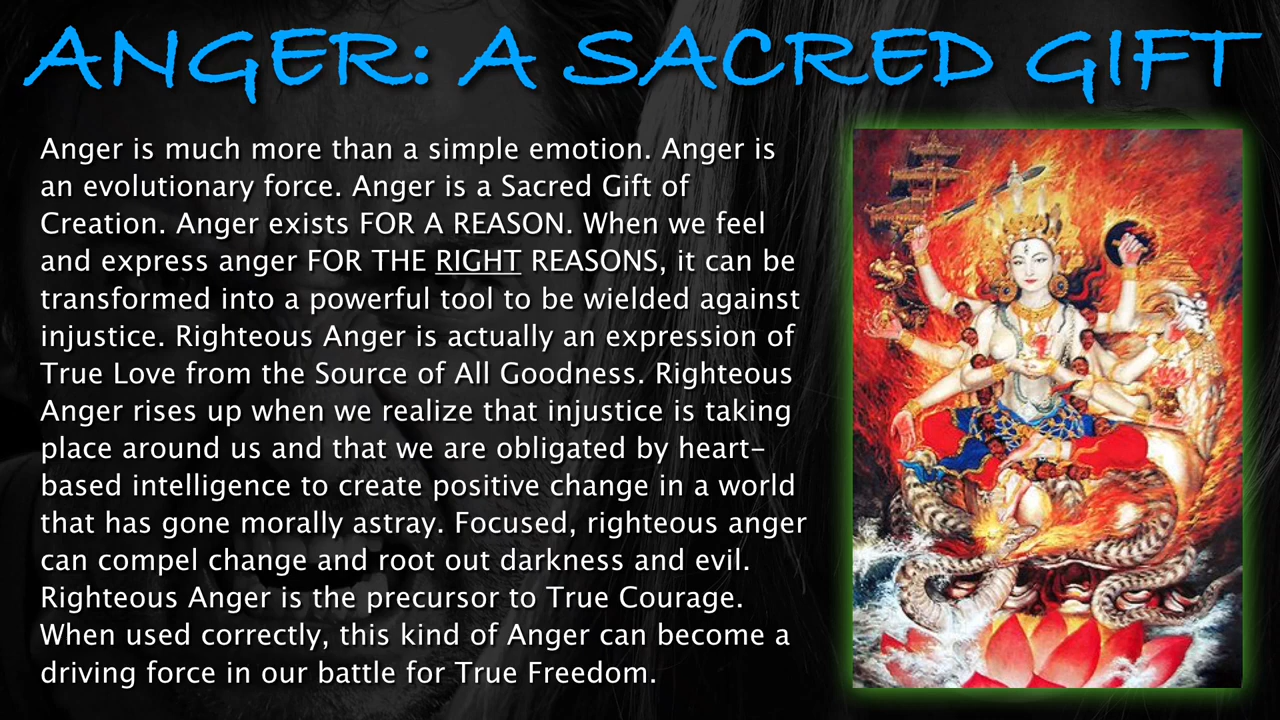 ANGER: A SACRED GIFT
Anger is much more than a simple emotion. Anger is
an evolutionary force. Anger is a Sacred Gift of
Creation. Anger exists FOR A REASON. When we feel
and express anger FOR THE RIGHT REASONS, it can be
transformed into a powerful tool to be wielded against
injustice. Righteous Anger is actually an expression of
True Love from the Source of All Goodness. Righteous
Anger rises up when we realize that injustice is taking
place around us and that we are obligated by heart-
based intelligence to create positive change in a world
that has gone morally astray. Focused, righteous anger
can compel change and root out darkness and evil.
Righteous Anger is the precursor to True Courage.
When used correctly, this kind of Anger can become a
driving force in our battle for True Freedom.